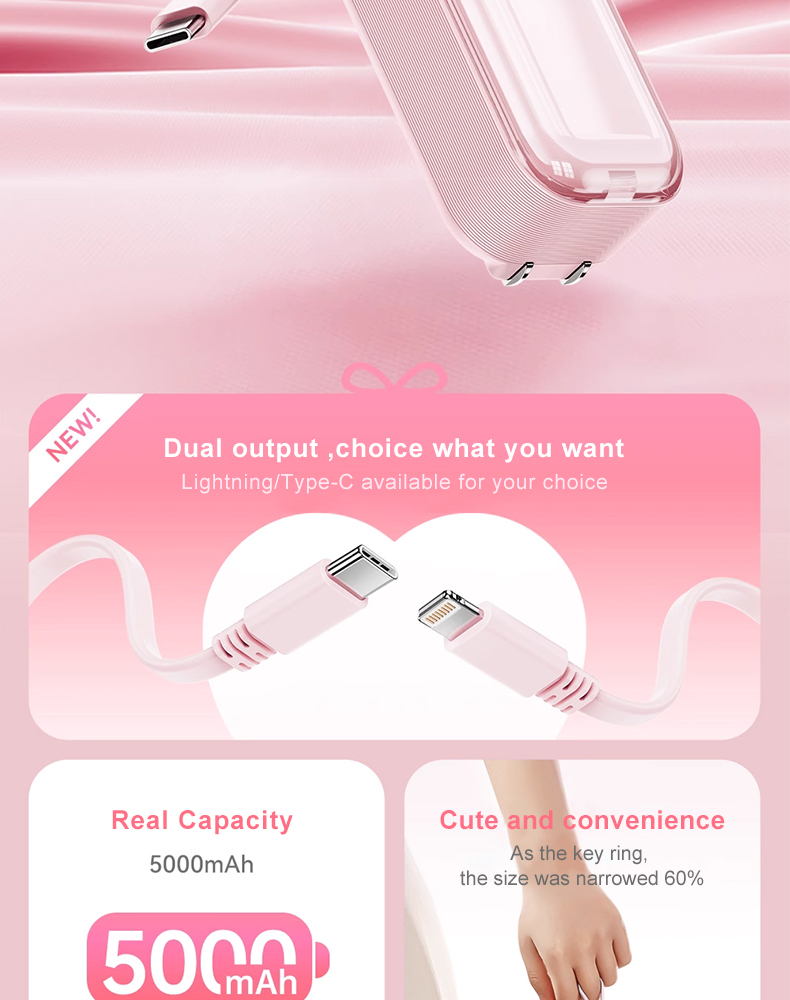 NEW!
Dual output ,choice what you want
Lightning/Type-C available for your choice
Real Capacity
5000mAh
Cute and convenience
As the key ring,
the size was narrowed 60%
5000mAh